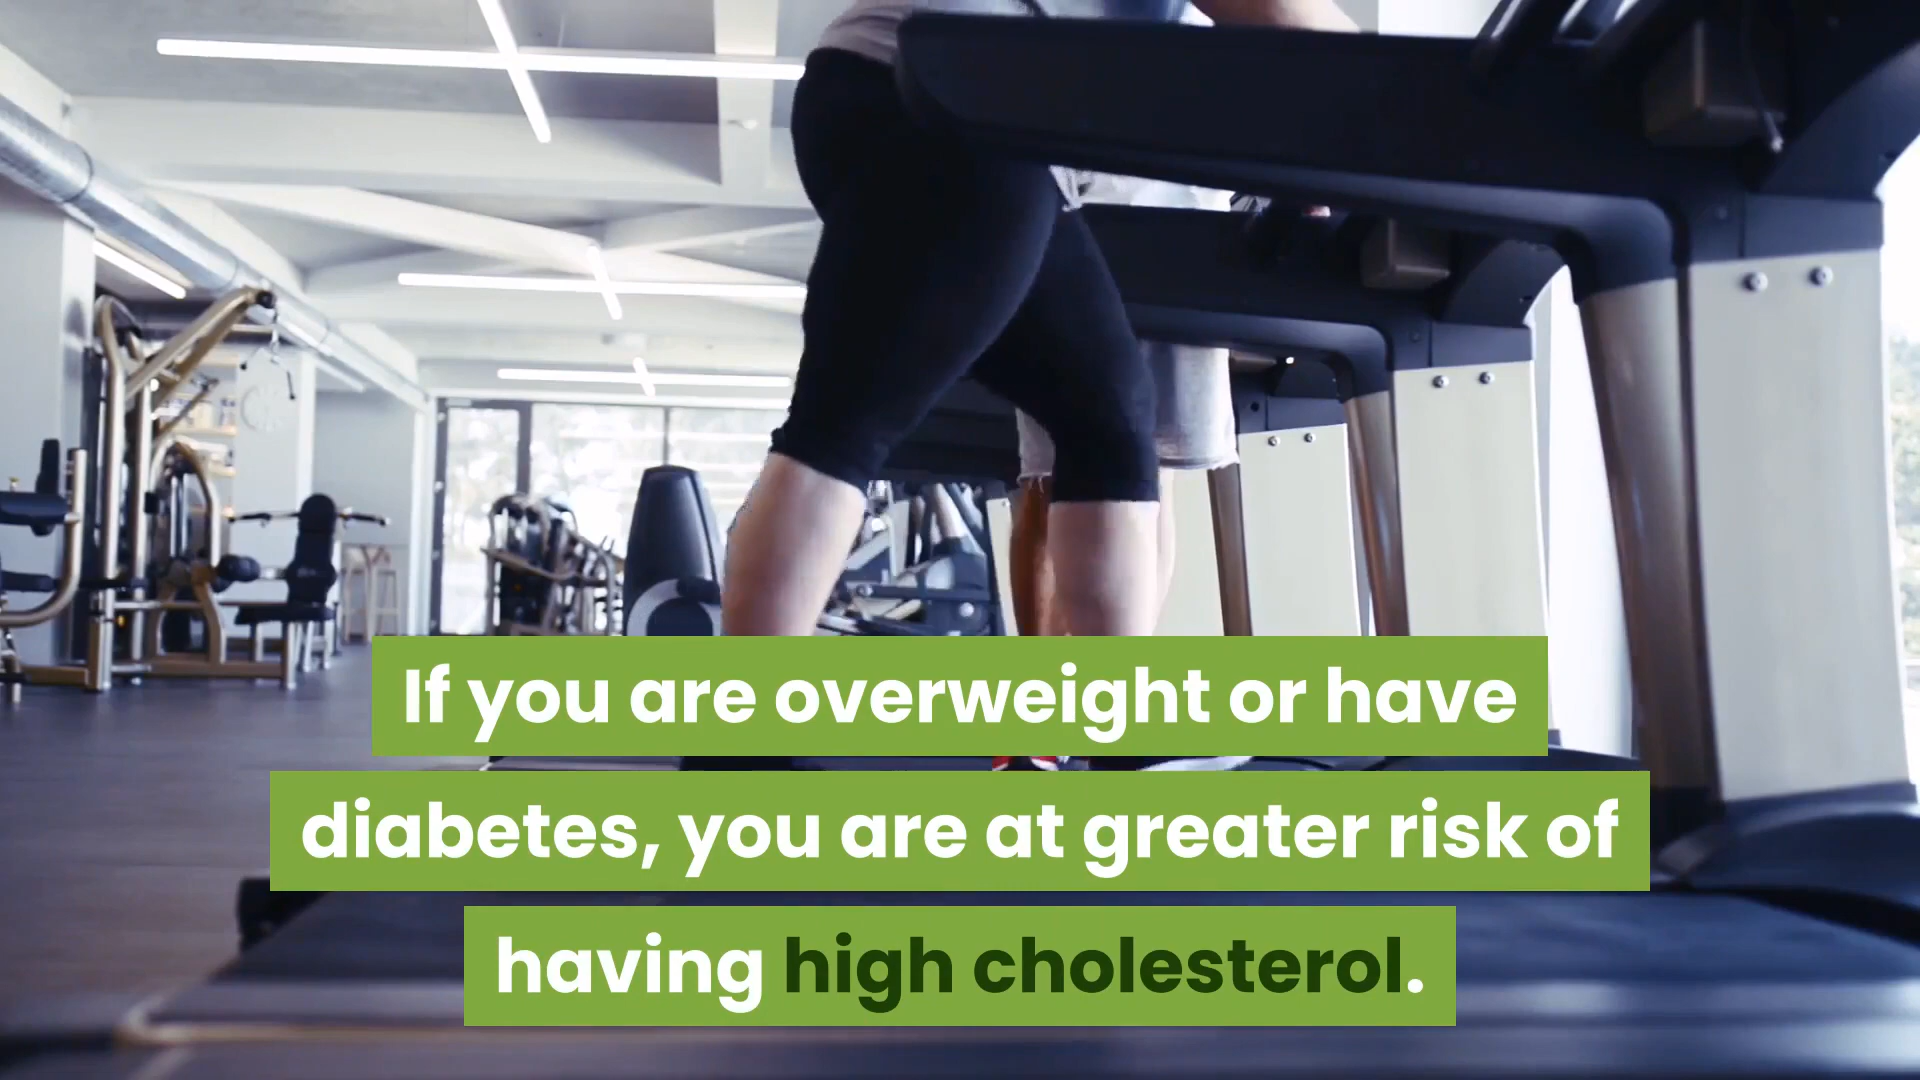 If you are overweight or have
diabetes, you are at greater risk of
having high cholesterol.